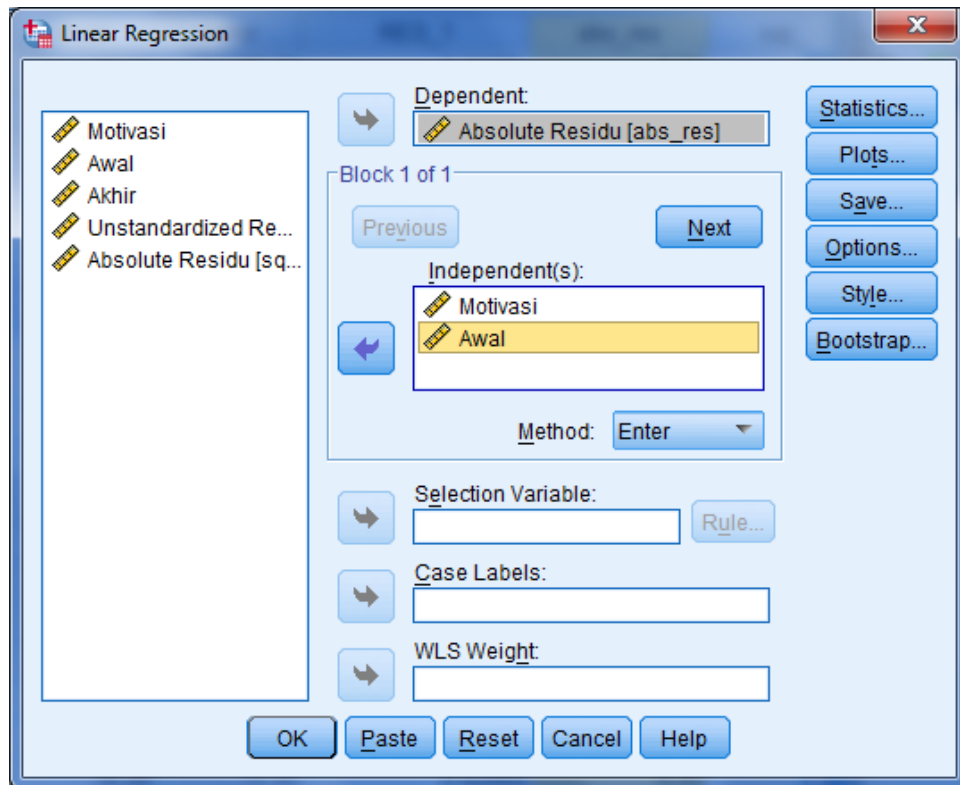 Linear Regression
Motivasi
Awal
Akhir
Unstandardized Re...
Absolute Residu [sq...
Dependent:
Absolute Residu [abs_res]
Block 1 of 1
Previous
Next
Independent(s):
Motivasi
Awal
Method:
Enter
Selection Variable:
Rule...
Case Labels:
WLS Weight:
Statistics...
Plots...
Save...
Options...
Style...
Bootstrap...
OK
Paste
Reset
Cancel
Help